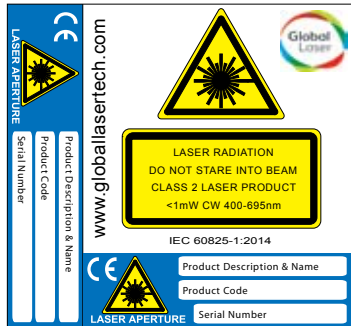 CE
LASER APERTURE
Product Description & Name
Product Code
Serial Number
www.globallasertech.com
Global
Laser
LASER RADIATION
DO NOT STARE INTO BEAM
CLASS 2 LASER PRODUCT
<1mW CW 400-695nm
IEC 60825-1:2014
CE
LASER APERTURE
Product Description & Name
Product Code
Serial Number